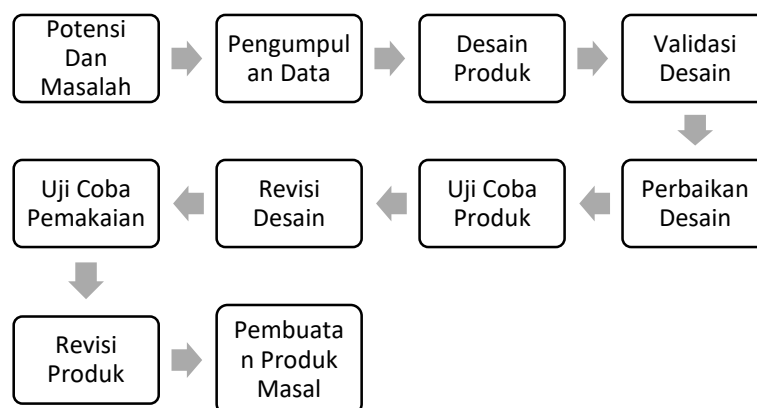 Potensi
Dan
Masalah
Pengumpul
an Data
Desain
Produk
Validasi
Desain
Perbaikan
Desain
Uji Coba
Produk
Revisi
Desain
Uji Coba
Pemakaian
Revisi
Produk
Pembuata
n Produk
Masal